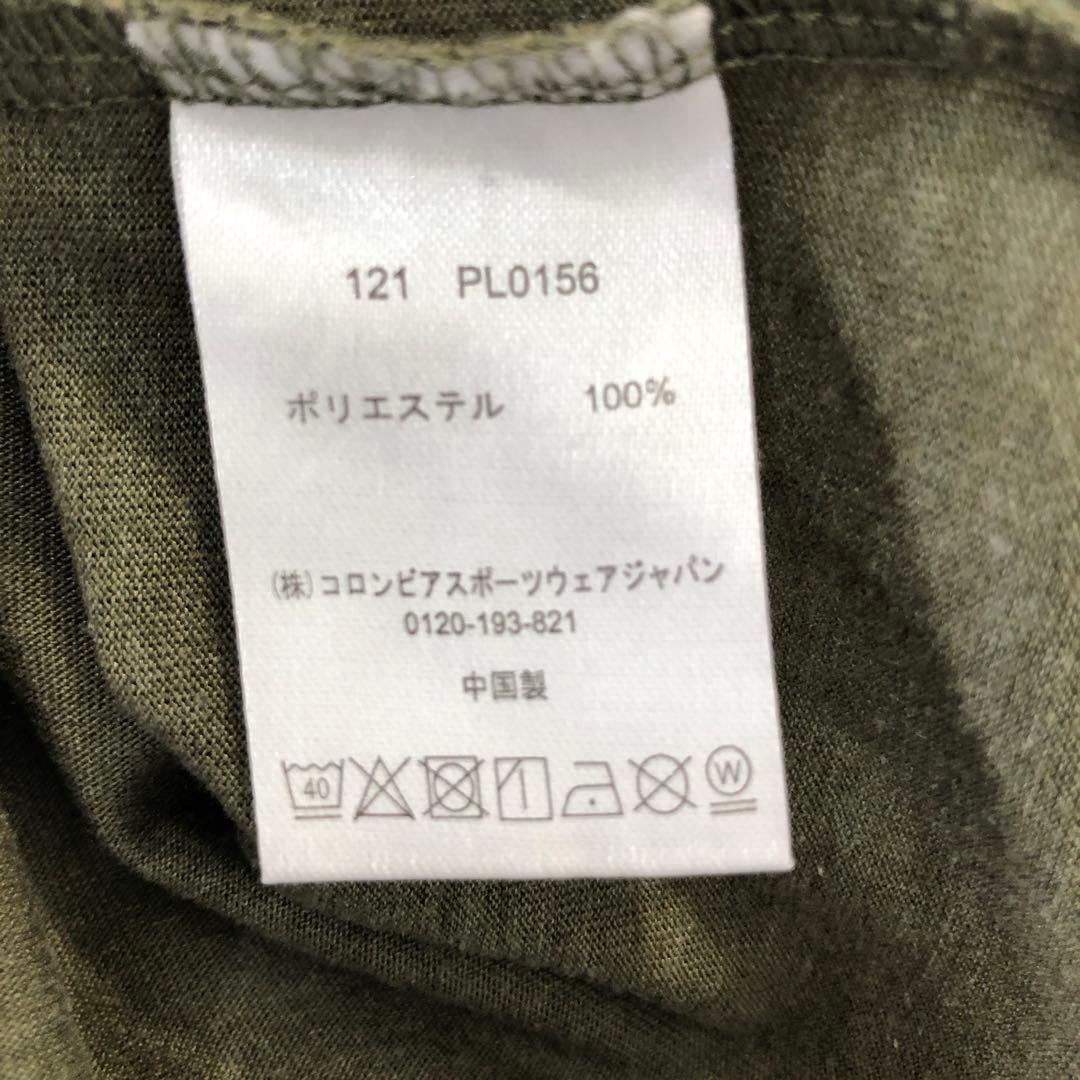 121 PL0156
ポリエステル 100%
(株)コロンビアスポーツウェアジャパン
0120-193-821
中国製
40 W